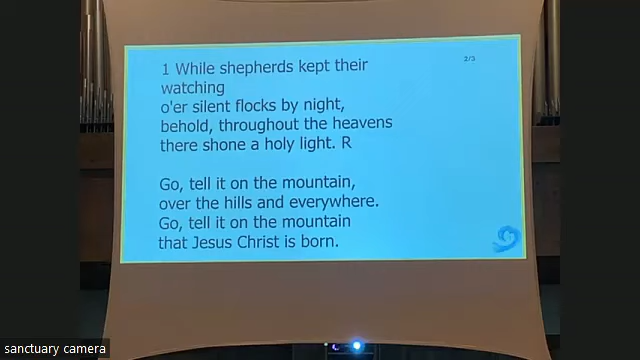 1 While shepherds kept their
2/3
watching
o'er silent flocks by night,
behold, throughout the heavens
there shone a holy light. R
Go, tell it on the mountain,
over the hills and everywhere.
Go, tell it on the mountain
that Jesus Christ is born.
sanctuary camera